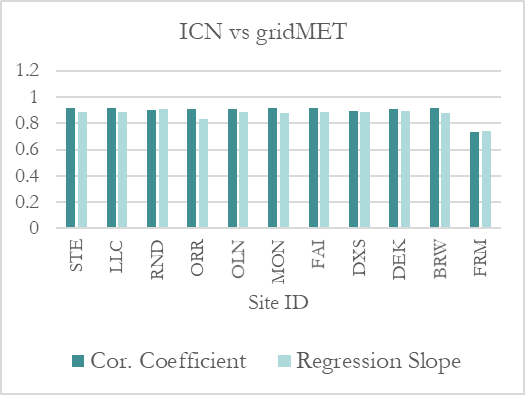 ICN vs gridMET
1.2
1
0.8
0.6
0.4
0.2
0
STE LLC RND ORR OLN MON FAI DXS DEK BRW FRM
Site ID
Cor. Coefficient Regression Slope